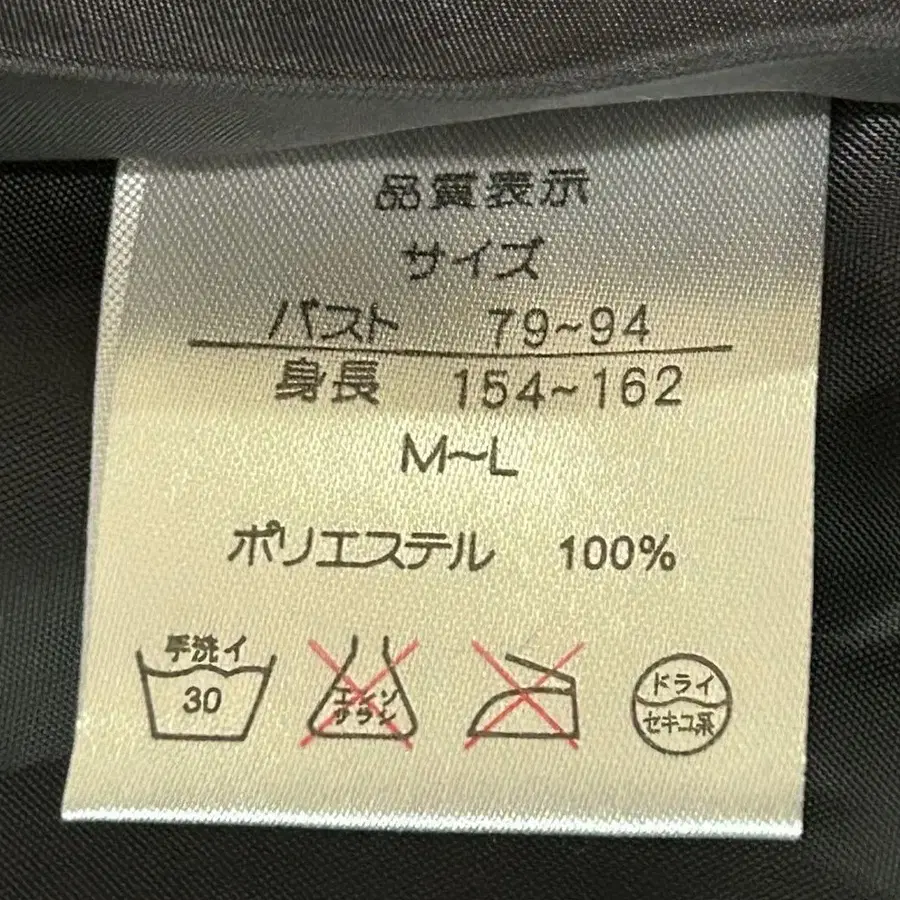 品質表示
サイズ
バスト 79~94
身長 154~162
M~L
ポリエステル 100%
手洗イ
30
エンソ
サラシ
ドライ
セキユ系